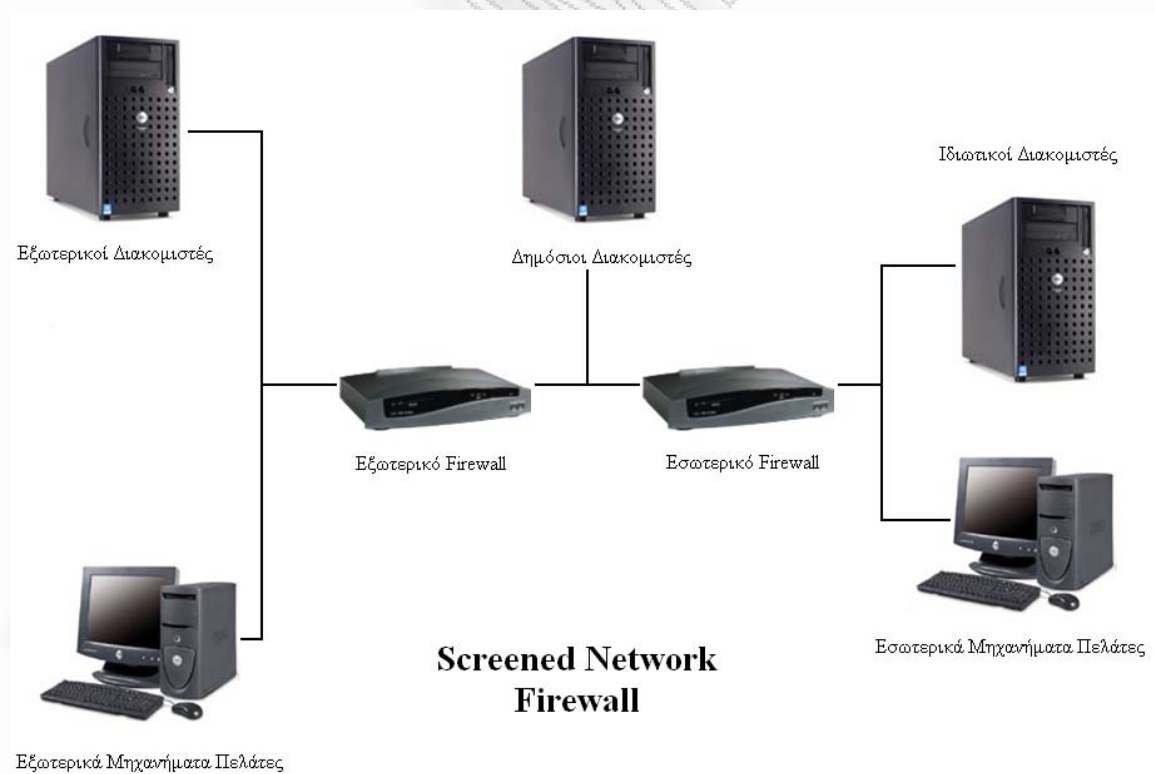 Ιδιωτικοί Διακομιστές
Εξωτερικοί Διακομιστές
Δημόσιοι Διακομιστές
Εξωτερικό Firewall
Εσωτερικό Firewall
Εσωτερικά Μηχανήματα Πελάτες
Screened Network
Firewall
Εξωτερικά Μηχανήματα Πελάτες